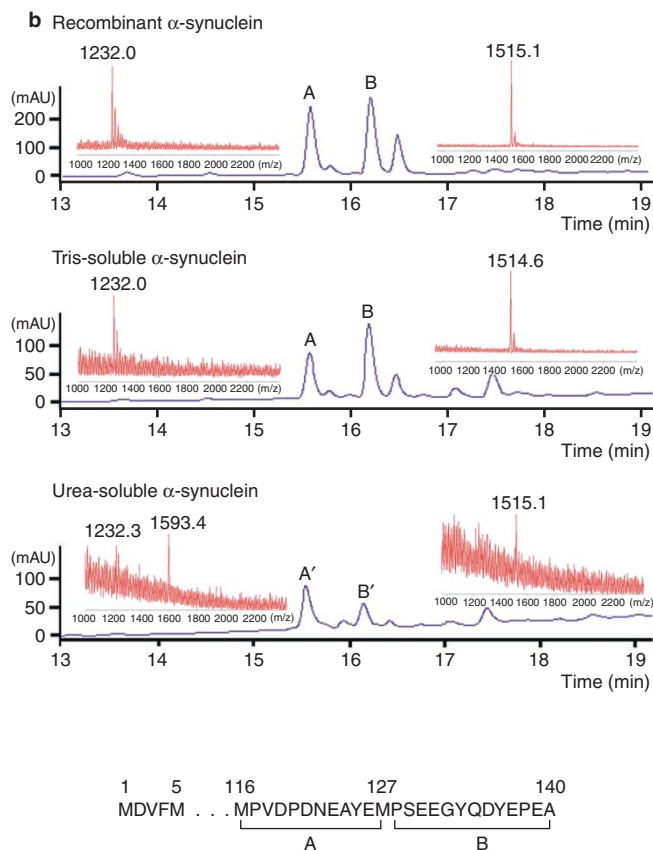 b Recombinant α-synuclein
1232.0
1515.1
(mAU)
A
B
200
100
0
1000 1200 1400 1600 1800 2000 2200 (m/z)
1000 1200 1400 1600 1800 2000 2200 (m/z)
13 14 15 16 17 18 19
Time (min)
Tris-soluble α-synuclein
1232.0
1514.6
(mAU)
A
B
100
50
0
1000 1200 1400 1600 1800 2000 2200 (m/z)
1000 1200 1400 1600 1800 2000 2200 (m/z)
13 14 15 16 17 18 19
Time (min)
Urea-soluble α-synuclein
1232.3 1593.4
1515.1
(mAU)
A′
B′
100
50
0
1000 1200 1400 1600 1800 2000 2200 (m/z)
1000 1200 1400 1600 1800 2000 2200 (m/z)
13 14 15 16 17 18 19
Time (min)
1 5 116 127 140
MDVFM . . . MPVDPDNEAYEMPSEEGYQDYEPEA
A B